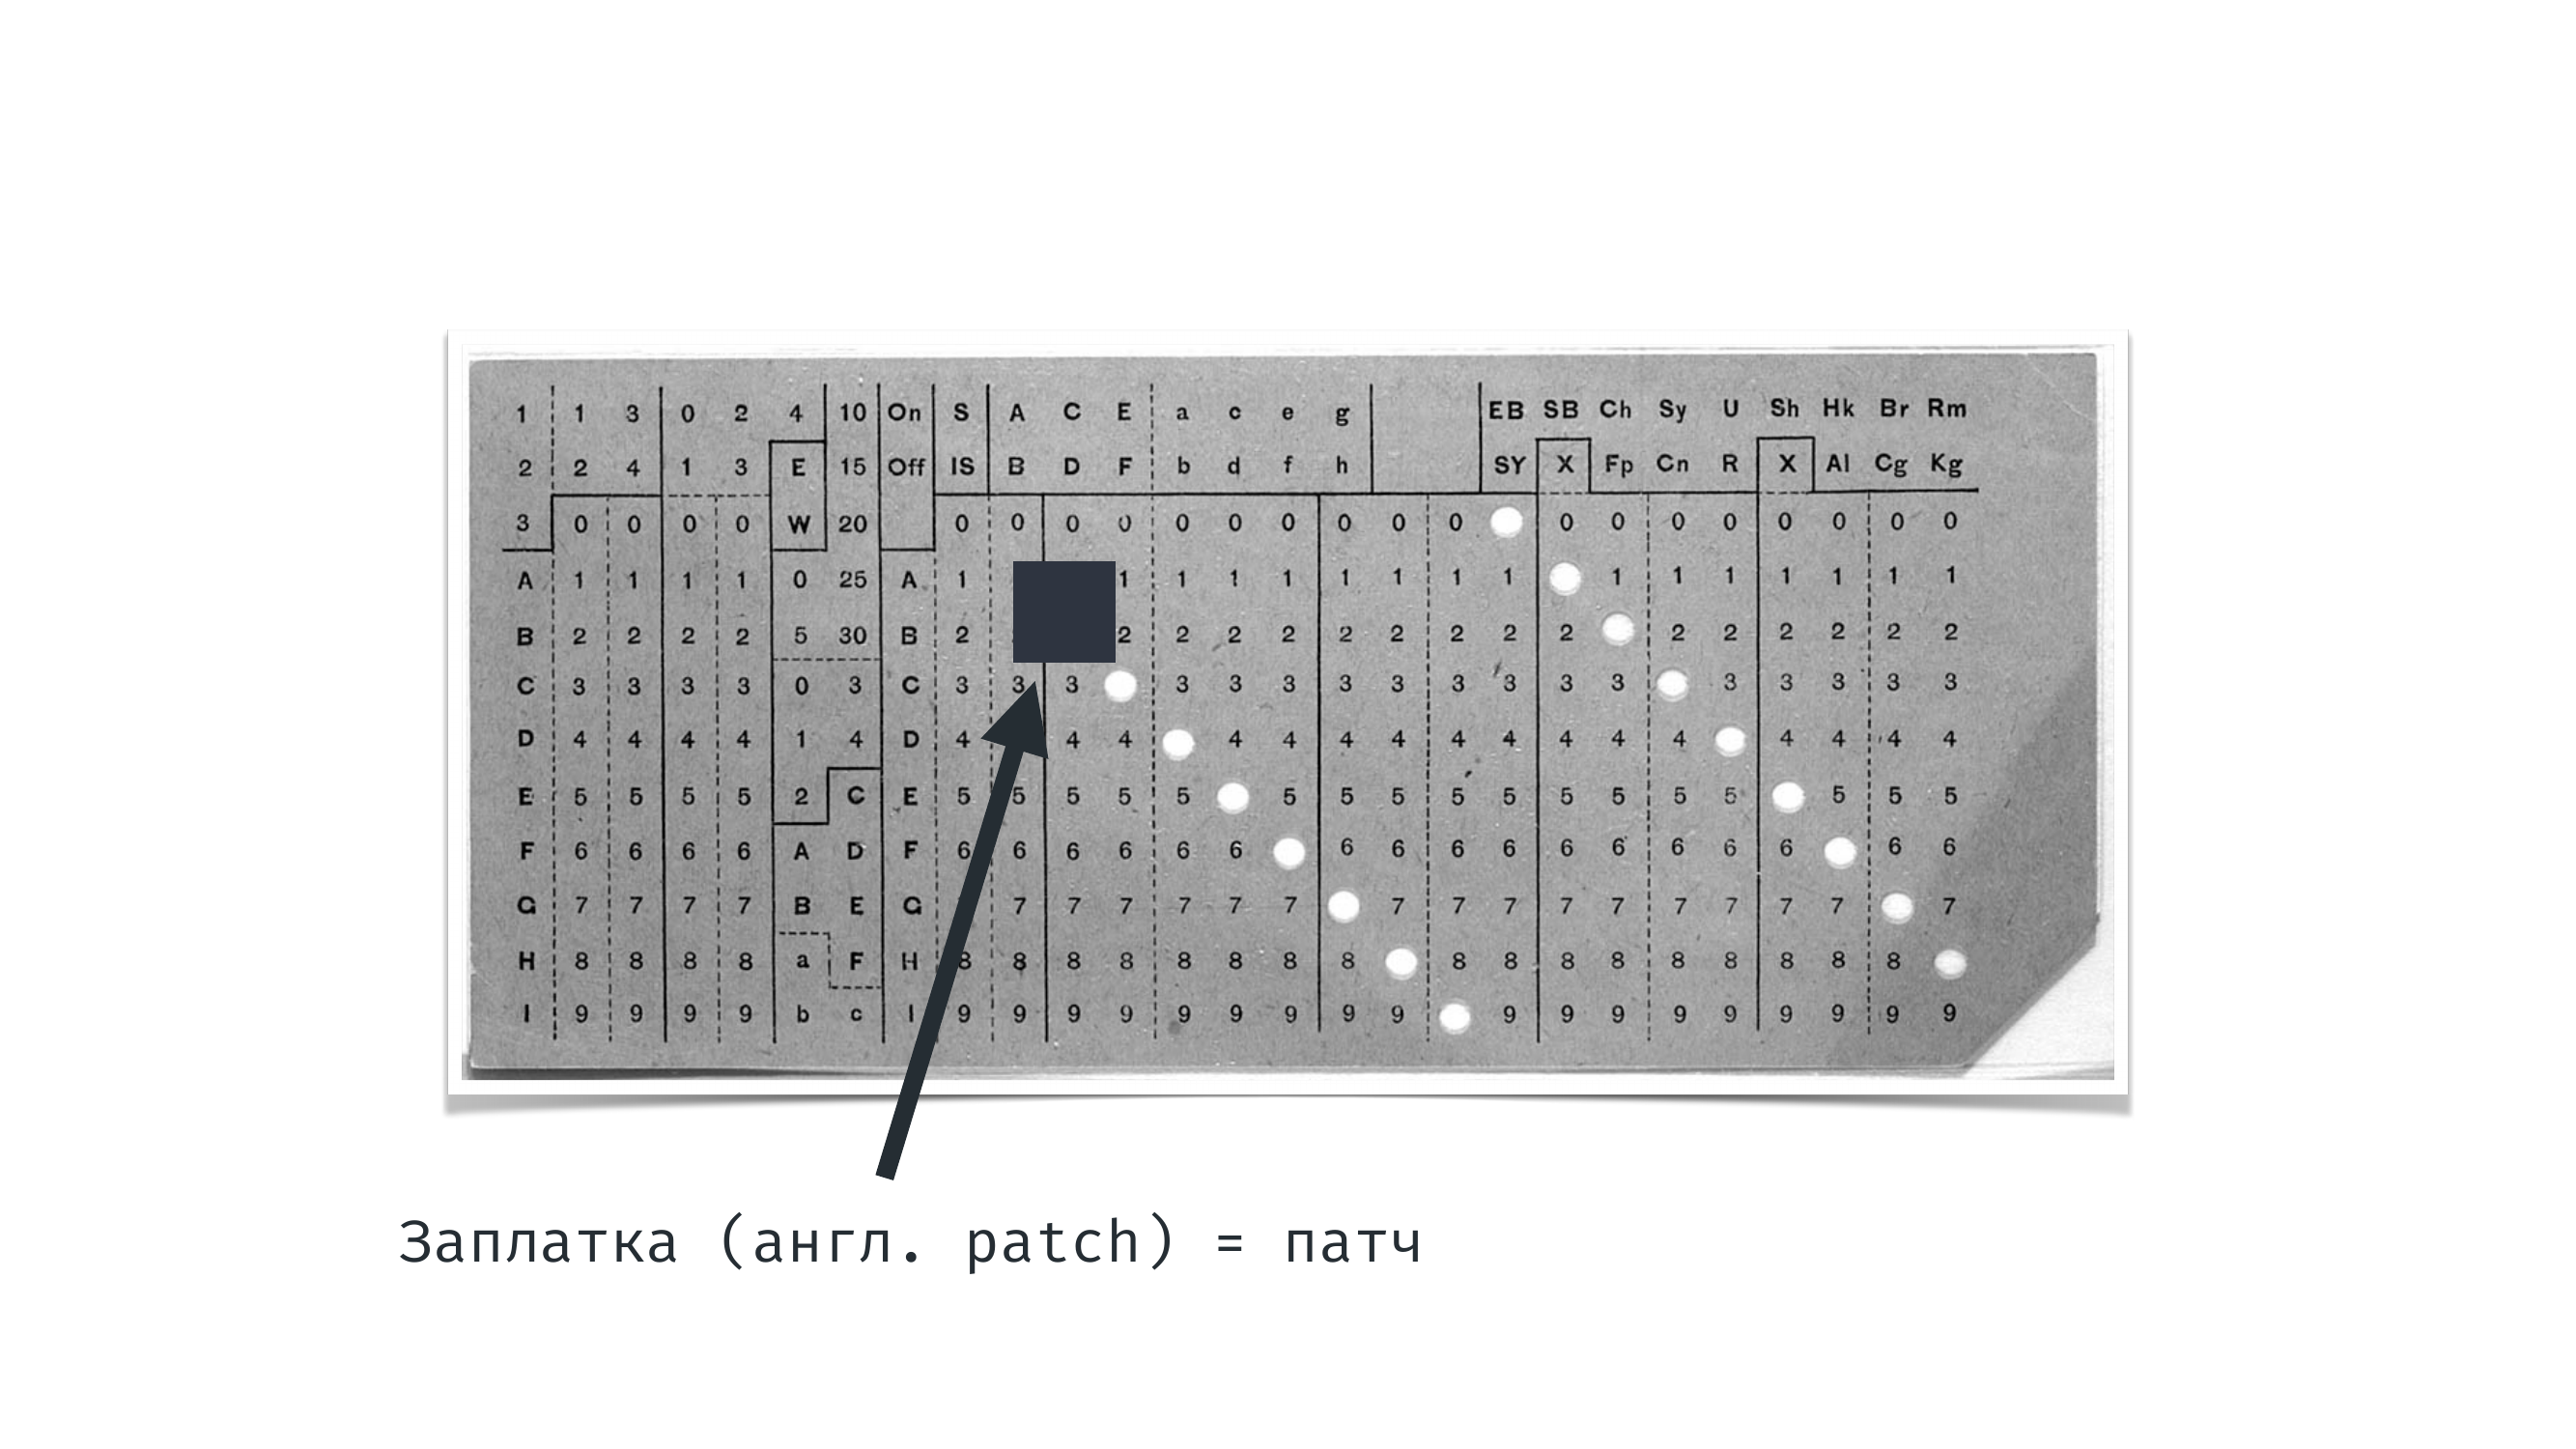 1 1 3 0 2 4 10 On S A C E a c e g EB SB Ch Sy U Sh Hk Br Rm
2 2 4 1 3 E 15 Off IS B D F b d f h SY X Fp Cn R X Al Cg Kg
3 0 0 0 0 W 20 0 0 0 0 0 0 0 0 0 0 0 0 0 0 0 0 0 0
A 1 1 1 1 0 25 A 1 1 1 1 1 1 1 1 1 1 1 1 1 1 1 1
B 2 2 2 2 5 30 B 2 2 2 2 2 2 2 2 2 2 2 2 2 2 2 2
C 3 3 3 3 0 3 C 3 3 3 3 3 3 3 3 3 3 3 3 3 3 3 3 3
D 4 4 4 4 1 4 D 4 4 4 4 4 4 4 4 4 4 4 4 4 4 4 4
E 5 5 5 5 2 C E 5 5 5 5 5 5 5 5 5 5 5 5 5 5 5 5 5
F 6 6 6 6 A D F 6 6 6 6 6 6 6 6 6 6 6 6 6 6 6 6 6
G 7 7 7 7 B E G 7 7 7 7 7 7 7 7 7 7 7 7 7 7 7 7
H 8 8 8 8 a F H 8 8 8 8 8 8 8 8 8 8 8 8 8 8 8 8 8
I 9 9 9 9 b c I 9 9 9 9 9 9 9 9 9 9 9 9 9 9 9 9 9 9
Заплатка (англ. patch) = патч